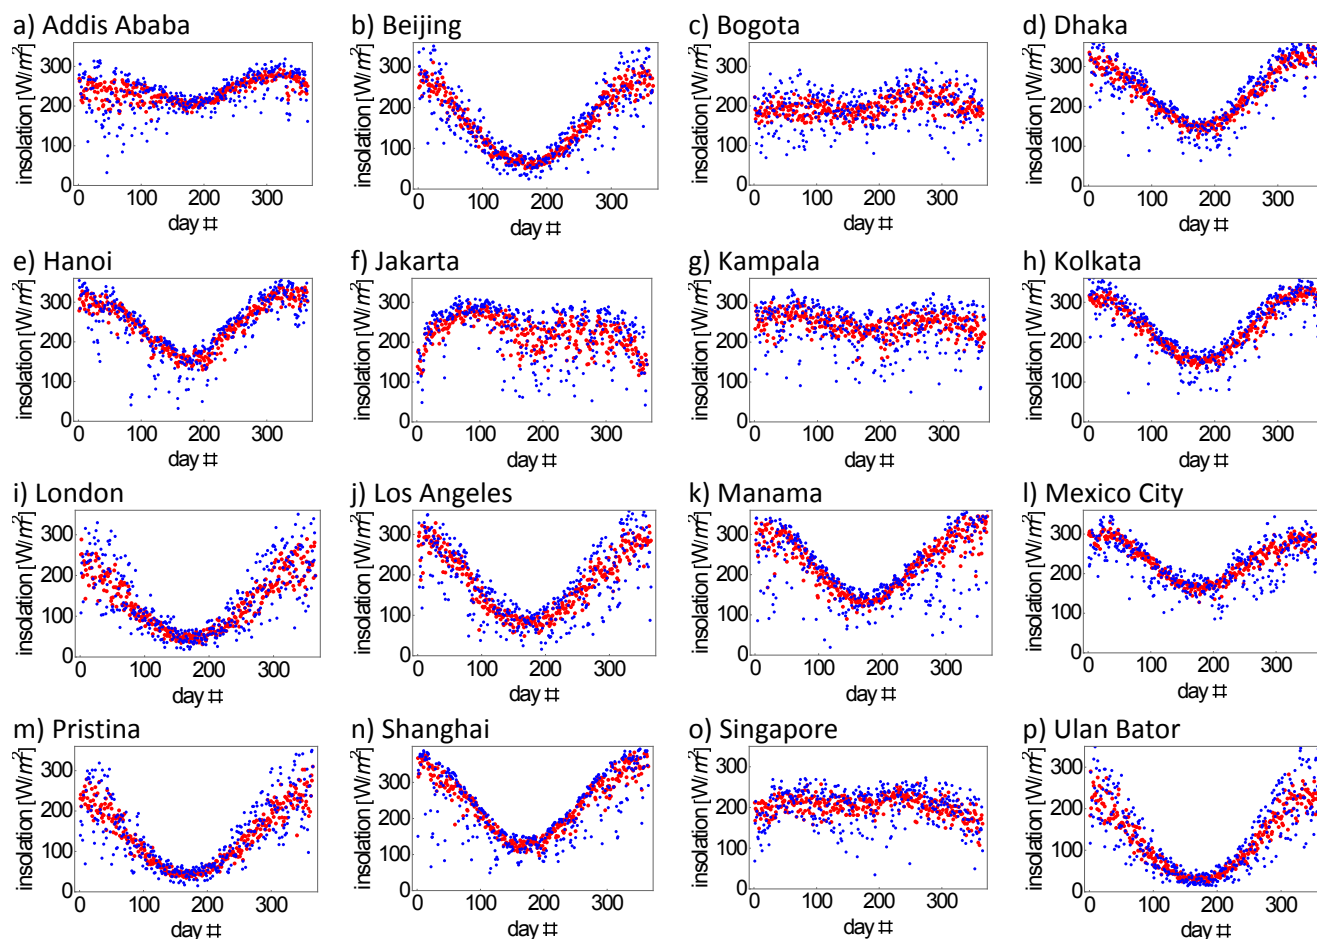 a) Addis Ababa
insolation [W/m²]
300
200
100
0
0 100 200 300
day #
b) Beijing
insolation [W/m²]
300
200
100
0
0 100 200 300
day #
c) Bogota
insolation [W/m²]
300
200
100
0
0 100 200 300
day #
d) Dhaka
insolation [W/m²]
300
200
100
0
0 100 200 300
day #
e) Hanoi
insolation [W/m²]
300
200
100
0
0 100 200 300
day #
f) Jakarta
insolation [W/m²]
300
200
100
0
0 100 200 300
day #
g) Kampala
insolation [W/m²]
300
200
100
0
0 100 200 300
day #
h) Kolkata
insolation [W/m²]
300
200
100
0
0 100 200 300
day #
i) London
insolation [W/m²]
300
200
100
0
0 100 200 300
day #
j) Los Angeles
insolation [W/m²]
300
200
100
0
0 100 200 300
day #
k) Manama
insolation [W/m²]
300
200
100
0
0 100 200 300
day #
l) Mexico City
insolation [W/m²]
300
200
100
0
0 100 200 300
day #
m) Pristina
insolation [W/m²]
300
200
100
0
0 100 200 300
day #
n) Shanghai
insolation [W/m²]
300
200
100
0
0 100 200 300
day #
o) Singapore
insolation [W/m²]
300
200
100
0
0 100 200 300
day #
p) Ulan Bator
insolation [W/m²]
300
200
100
0
0 100 200 300
day #